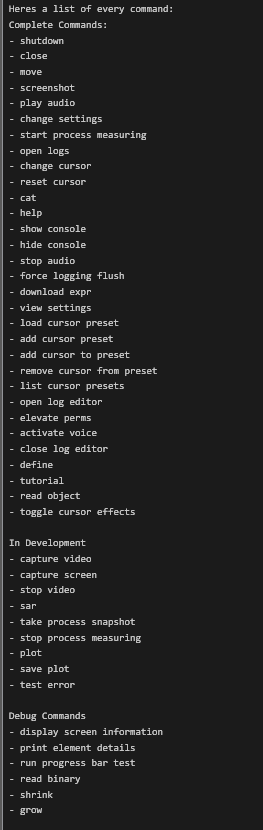 Heres a list of every command:
Complete Commands:
- shutdown
- close
- move
- screenshot
- play audio
- change settings
- start process measuring
- open logs
- change cursor
- reset cursor
- cat
- help
- show console
- hide console
- stop audio
- force logging flush
- download expr
- view settings
- load cursor preset
- add cursor preset
- add cursor to preset
- remove cursor from preset
- list cursor presets
- open log editor
- elevate perms
- activate voice
- close log editor
- define
- tutorial
- read object
- toggle cursor effects

In Development
- capture video
- capture screen
- stop video
- sar
- take process snapshot
- stop process measuring
- plot
- save plot
- test error

Debug Commands
- display screen information
- print element details
- run progress bar test
- read binary
- shrink
- grow